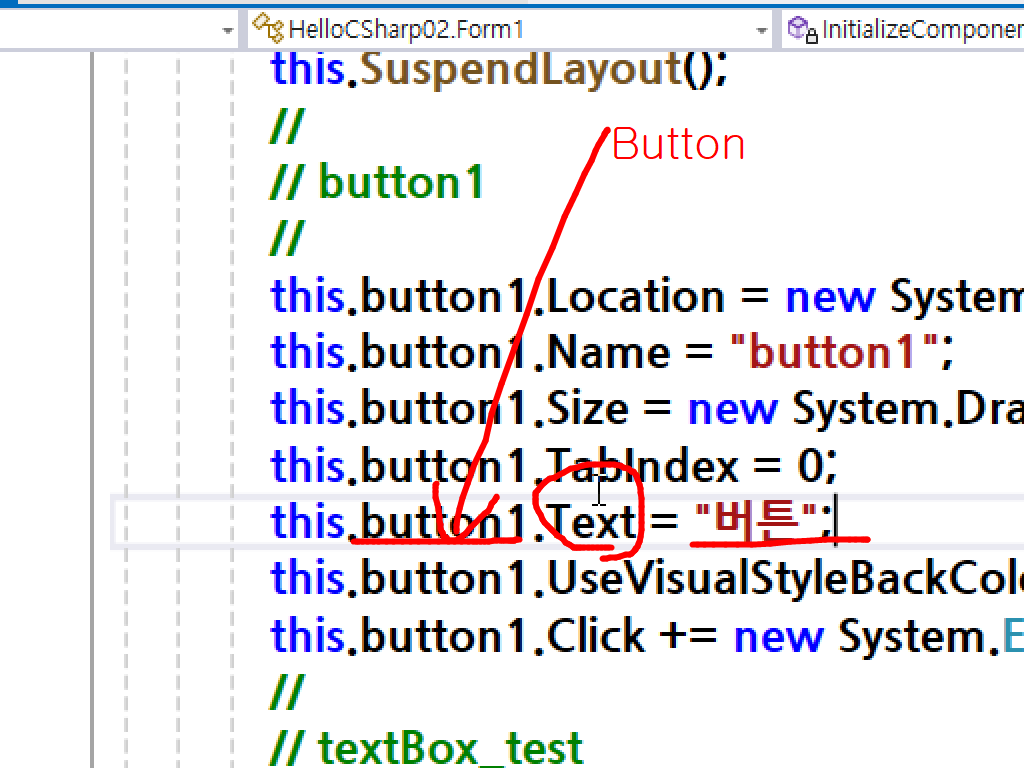 HelloCSharp02.Form1
InitializeComponen
this.SuspendLayout();
//
Button
// button1
//
this.button1.Location = new System
this.button1.Name = "button1";
this.button1.Size = new System.Dra
this.button1.TabIndex = 0;
this.button1.Text = "버튼";
this.button1.UseVisualStyleBackColo
this.button1.Click += new System.E
//
// textBox_test